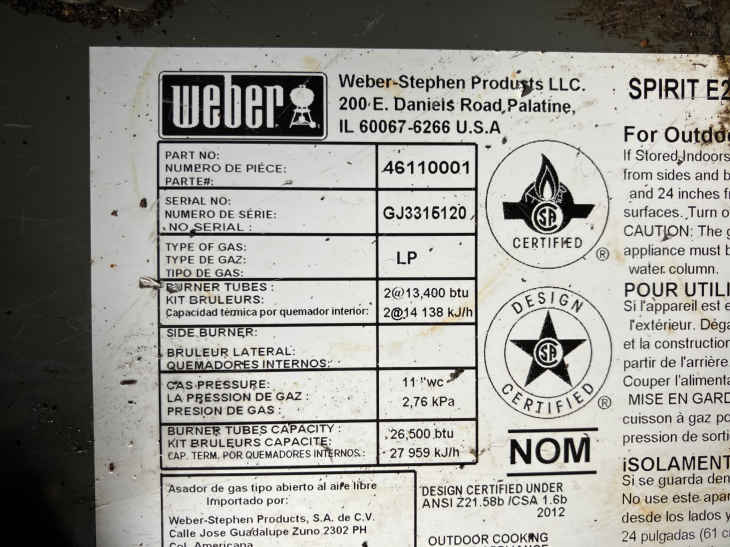 weber
Weber-Stephen Products LLC.
200 E. Daniels Road, Palatine,
IL 60067-6266 U.S.A
PART NO:
NUMERO DE PIÉCE:
PARTE#:
46110001
SERIAL NO:
NUMÉRO DE SÉRIE:
NO SERIAL :
GJ3315120
TYPE OF GAS:
TYPE DE GAZ:
TIPO DE GAS:
LP
BURNER TUBES :
KIT BRULEURS:
Capacidad térmica por quemador interior:
2@13,400 btu
2@14 138 kJ/h
SIDE BURNER:
BRULEUR LATERAL:
QUEMADORES INTERNOS:
GAS PRESSURE:
LA PRESSION DE GAZ :
PRESION DE GAS :
11 "wc
2,76 kPa
BURNER TUBES CAPACITY :
KIT BRULEURS CAPACITE:
CAP. TERM. POR QUEMADORES INTERNOS.:
26,500 btu
27 959 kJ/h
Asador de gas tipo abierto al aire libre
Importado por:
Weber-Stephen Products, S.A. de C.V.
Calle Jose Guadalupe Zuno 2302 PH
Col. Americana
CERTIFIED
®
DESIGN
CERTIFIED
®
NOM
DESIGN CERTIFIED UNDER
ANSI Z21.58b /CSA 1.6b
2012
OUTDOOR COOKING
SPIRIT E2
For Outdoo
If Stored Indoors
from sides and b
and 24 inches f
surfaces. Turn o
CAUTION: The g
appliance must b
water column.
POUR UTILI
Si l'appareil est e
l'extérieur. Déga
et la construction
partir de l'arrière
Couper l'alimenta
MISE EN GARD
cuisson à gaz po
pression de sorti
¡SOLAMENT
Si se guarda den
No use este apar
desde los lados y
24 pulgadas (61 c